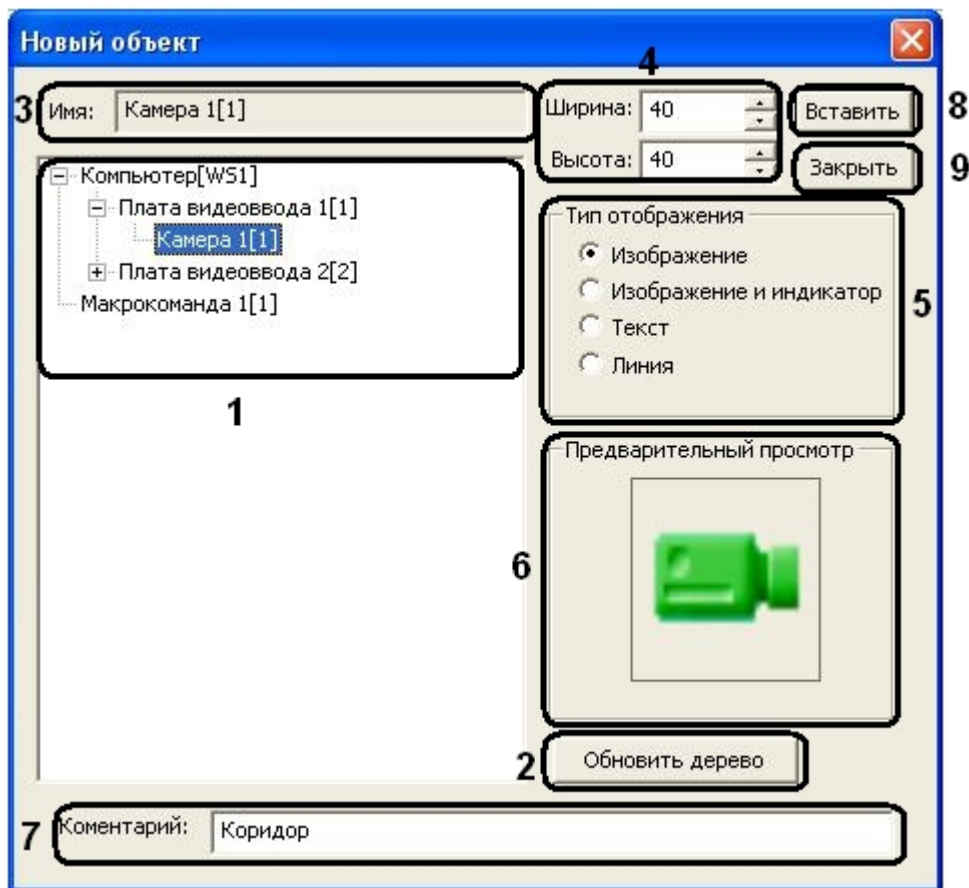 Новый объект
4
3 Имя: Камера 1[1] Ширина: 40 Вставить 8
Высота: 40 Закрыть 9
Компьютер[WS1]
Плата видеоввода 1[1]
Камера 1[1]
Плата видеоввода 2[2]
Макрокоманда 1[1]
1
Тип отображения
Изображение
Изображение и индикатор
5
Текст
Линия
Предварительный просмотр
6
2 Обновить дерево
7 Коментарий: Коридор